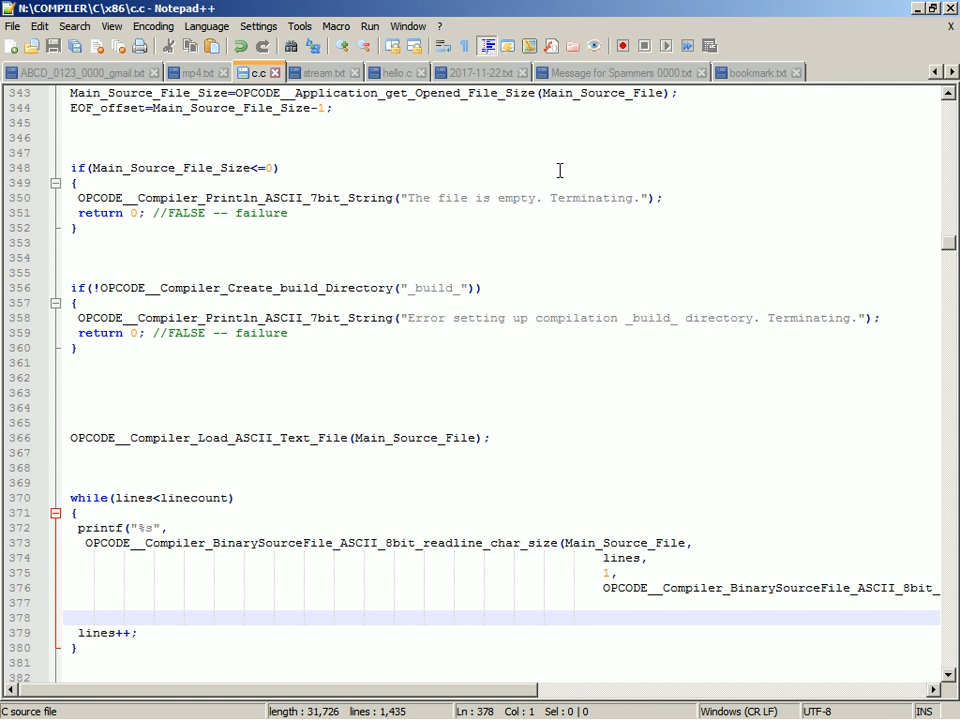 N:\COMPILER\C\x86\c.c - Notepad++
File Edit Search View Encoding Language Settings Tools Macro Run Window ? X
ABCD_0123_0000_gmail.txt mp4.txt c.c stream.txt hello.c 2017-11-22.txt Message for Spammers 0000.txt bookmark.txt
343 Main_Source_File_Size=OPCODE__Application_get_Opened_File_Size(Main_Source_File);
344 EOF_offset=Main_Source_File_Size-1;
345
346
347
348 if(Main_Source_File_Size<=0)
349 {
350 OPCODE__Compiler_Println_ASCII_7bit_String("The file is empty. Terminating.");
351 return 0; //FALSE -- failure
352 }
353
354
355
356 if(!OPCODE__Compiler_Create_build_Directory("_build_"))
357 {
358 OPCODE__Compiler_Println_ASCII_7bit_String("Error setting up compilation _build_ directory. Terminating.");
359 return 0; //FALSE -- failure
360 }
361
362
363
364
365
366 OPCODE__Compiler_Load_ASCII_Text_File(Main_Source_File);
367
368
369
370 while(lines<linecount)
371 {
372 printf("%s",
373 OPCODE__Compiler_BinarySourceFile_ASCII_8bit_readline_char_size(Main_Source_File,
374 lines,
375 1,
376 OPCODE__Compiler_BinarySourceFile_ASCII_8bit_
377
378
379 lines++;
380 }
381
382
C source file length : 31,726 lines : 1,435 Ln : 378 Col : 1 Sel : 0 | 0 Windows (CR LF) UTF-8 INS